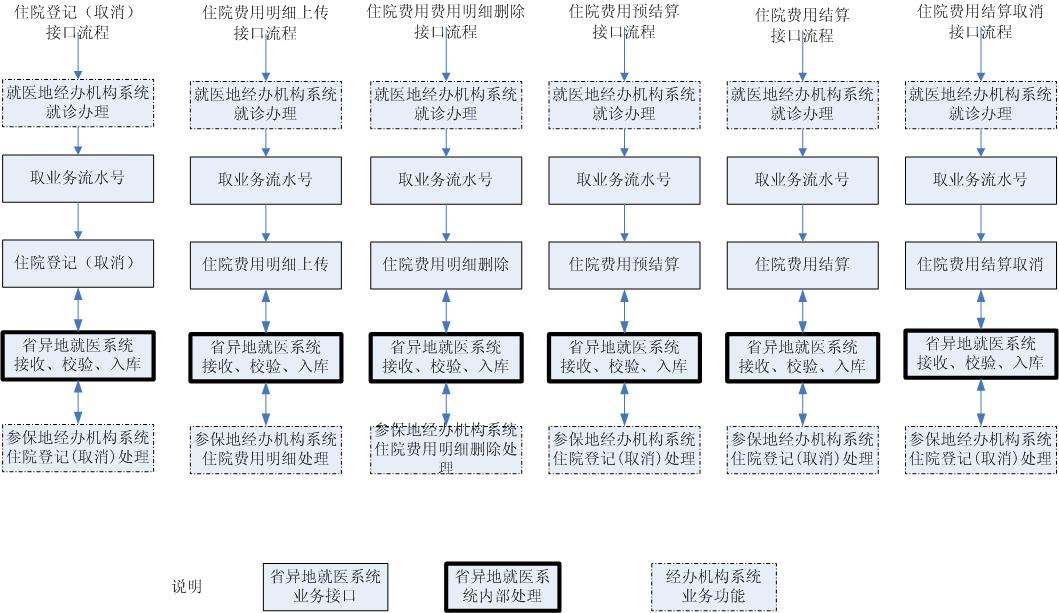 住院登记（取消）
接口流程
住院费用明细上传
接口流程
住院费用费用明细删除
接口流程
住院费用预结算
接口流程
住院费用结算
接口流程
住院费用结算取消
接口流程
就医地经办机构系统
就诊办理
就医地经办机构系统
就诊办理
就医地经办机构系统
就诊办理
就医地经办机构系统
就诊办理
就医地经办机构系统
就诊办理
就医地经办机构系统
就诊办理
取业务流水号
取业务流水号
取业务流水号
取业务流水号
取业务流水号
取业务流水号
住院登记（取消）
住院费用明细上传
住院费用明细删除
住院费用预结算
住院费用结算
住院费用结算取消
省异地就医系统
接收、校验、入库
省异地就医系统
接收、校验、入库
省异地就医系统
接收、校验、入库
省异地就医系统
接收、校验、入库
省异地就医系统
接收、校验、入库
省异地就医系统
接收、校验、入库
参保地经办机构系统
住院登记(取消)处理
参保地经办机构系统
住院费用明细处理
参保地经办机构系统
住院费用明细删除处
理
参保地经办机构系统
住院登记(取消)处理
参保地经办机构系统
住院登记(取消)处理
参保地经办机构系统
住院登记(取消)处理
说明
省异地就医系统
业务接口
省异地就医系
统内部处理
经办机构系统
业务功能